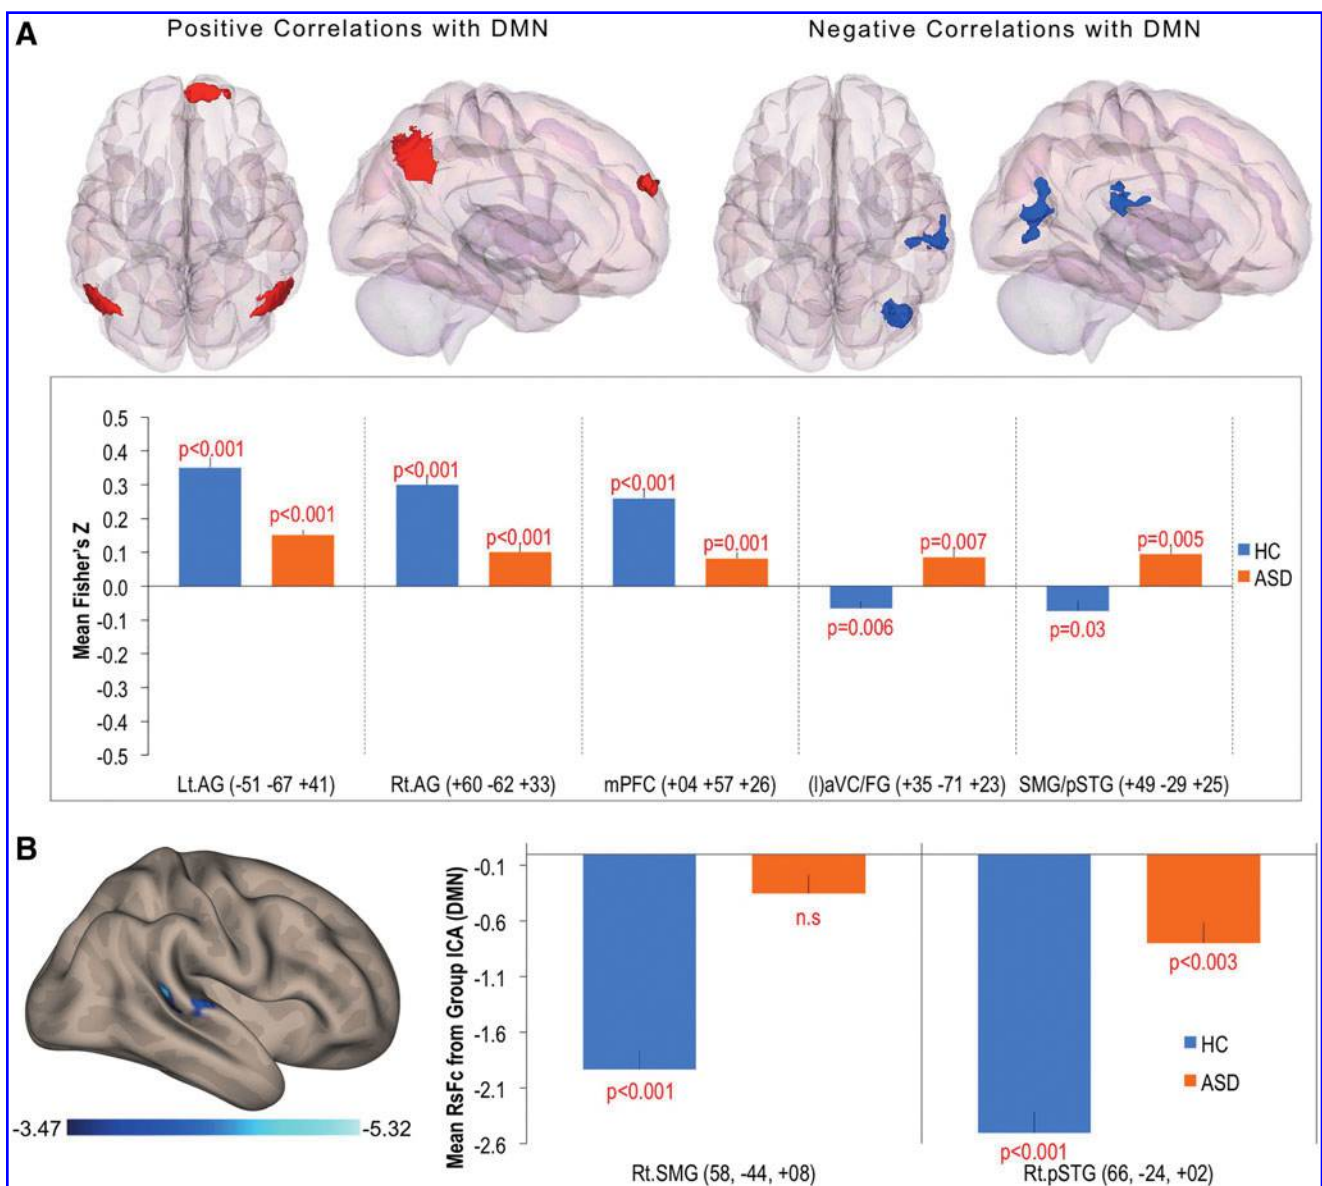 A
Positive Correlations with DMN
Negative Correlations with DMN
Mean Fisher's Z
0.5
0.4
0.3
0.2
0.1
0.0
-0.1
-0.2
-0.3
-0.4
-0.5
p<0.001
p<0.001
p<0.001
p<0.001
p<0.001
p=0.001
p=0.006
p=0.007
p=0.03
p=0.005
HC
ASD
Lt.AG (-51 -67 +41)
Rt.AG (+60 -62 +33)
mPFC (+04 +57 +26)
(l)aVC/FG (+35 -71 +23)
SMG/pSTG (+49 -29 +25)
B
-3.47
-5.32
Mean RsFc from Group ICA (DMN)
-0.1
-0.6
-1.1
-1.6
-2.1
-2.6
p<0.001
n.s
p<0.001
p<0.003
HC
ASD
Rt.SMG (58, -44, +08)
Rt.pSTG (66, -24, +02)